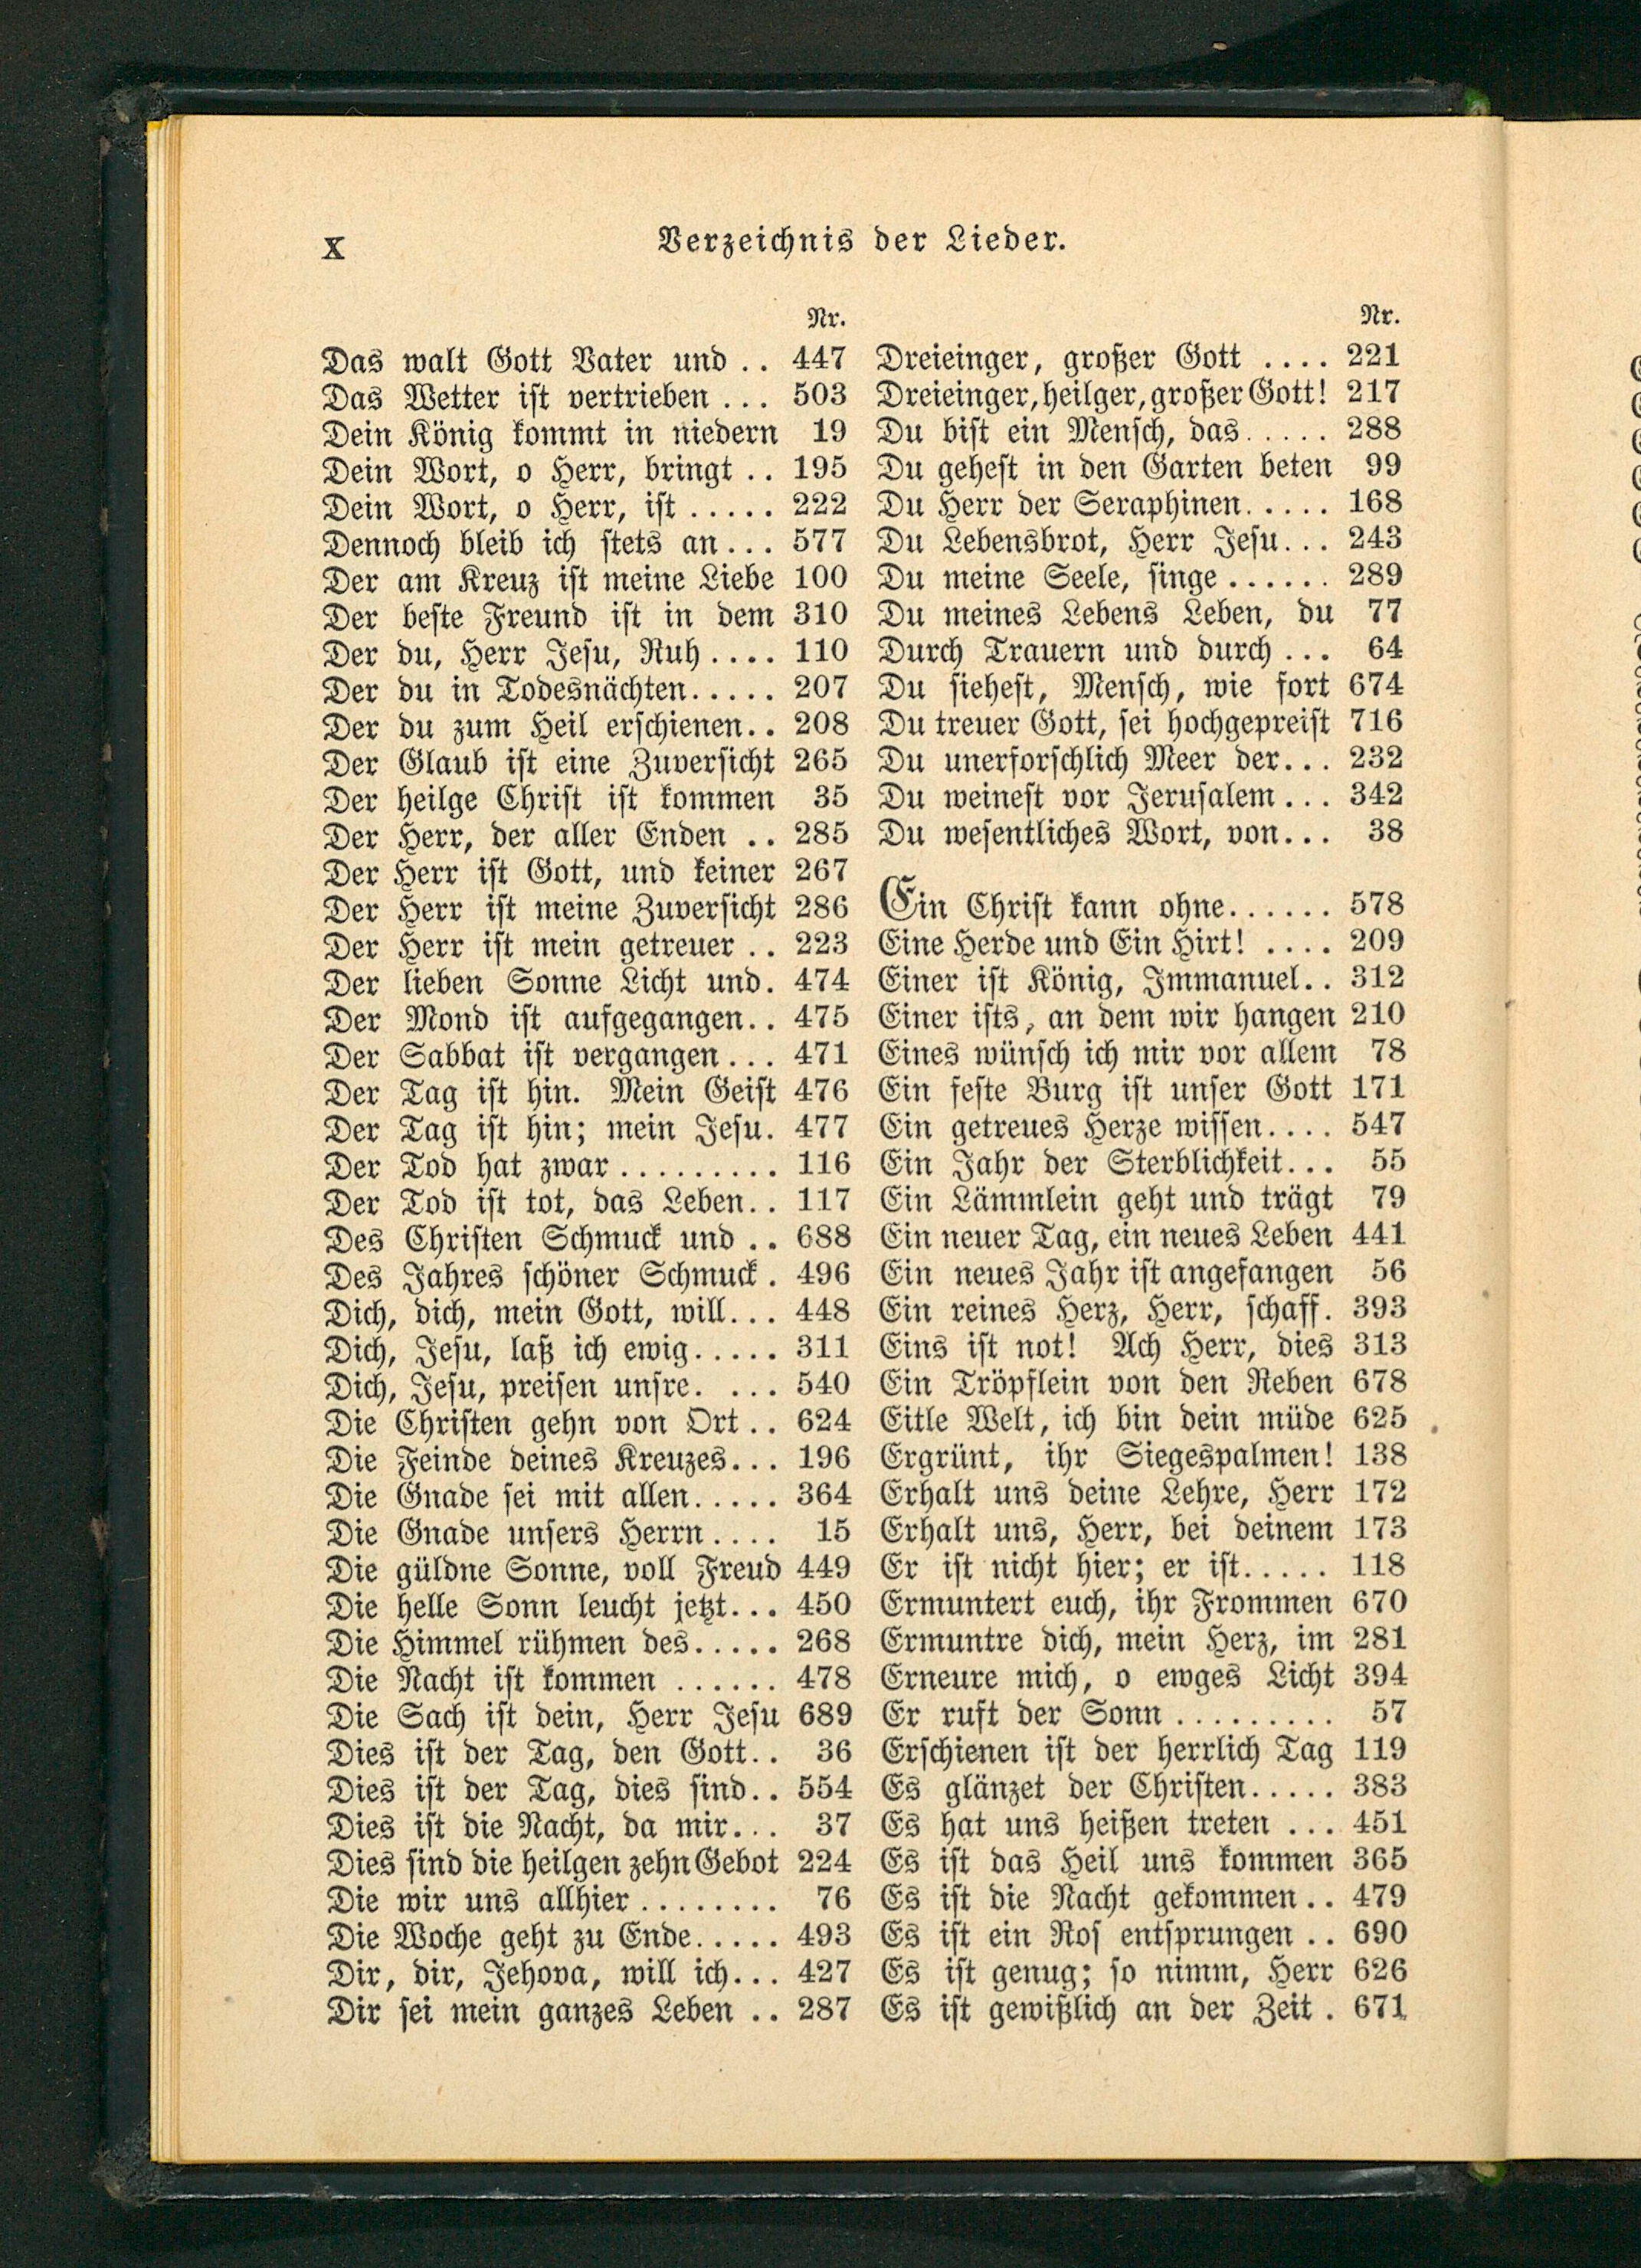 X
Verzeichnis der Lieder.
Nr.
Das walt Gott Vater und .. 447
Das Wetter ist vertrieben ... 503
Dein König kommt in niedern 19
Dein Wort, o Herr, bringt .. 195
Dein Wort, o Herr, ist ..... 222
Dennoch bleib ich stets an... 577
Der am Kreuz ist meine Liebe 100
Der beste Freund ist in dem 310
Der du, Herr Jesu, Ruh.... 110
Der du in Todesnächten..... 207
Der du zum Heil erschienen.. 208
Der Glaub ist eine Zuversicht 265
Der heilge Christ ist kommen 35
Der Herr, der aller Enden .. 285
Der Herr ist Gott, und keiner 267
Der Herr ist meine Zuversicht 286
Der Herr ist mein getreuer .. 223
Der lieben Sonne Licht und. 474
Der Mond ist aufgegangen.. 475
Der Sabbat ist vergangen... 471
Der Tag ist hin. Mein Geist 476
Der Tag ist hin; mein Jesu. 477
Der Tod hat zwar......... 116
Der Tod ist tot, das Leben.. 117
Des Christen Schmuck und .. 688
Des Jahres schöner Schmuck. 496
Dich, dich, mein Gott, will... 448
Dich, Jesu, laß ich ewig..... 311
Dich, Jesu, preisen unsre. ... 540
Die Christen gehn von Ort.. 624
Die Feinde deines Kreuzes... 196
Die Gnade sei mit allen..... 364
Die Gnade unsers Herrn.... 15
Die güldne Sonne, voll Freud 449
Die helle Sonn leucht jetzt... 450
Die Himmel rühmen des..... 268
Die Nacht ist kommen ...... 478
Die Sach ist dein, Herr Jesu 689
Dies ist der Tag, den Gott.. 36
Dies ist der Tag, dies sind.. 554
Dies ist die Nacht, da mir... 37
Dies sind die heilgen zehn Gebot 224
Die wir uns allhier........ 76
Die Woche geht zu Ende..... 493
Dir, dir, Jehova, will ich... 427
Dir sei mein ganzes Leben .. 287
Nr.
Dreieinger, großer Gott .... 221
Dreieinger, heilger, großer Gott! 217
Du bist ein Mensch, das..... 288
Du gehest in den Garten beten 99
Du Herr der Seraphinen..... 168
Du Lebensbrot, Herr Jesu... 243
Du meine Seele, singe...... 289
Du meines Lebens Leben, du 77
Durch Trauern und durch ... 64
Du siehest, Mensch, wie fort 674
Du treuer Gott, sei hochgepreist 716
Du unerforschlich Meer der... 232
Du weinest vor Jerusalem... 342
Du wesentliches Wort, von... 38
Ein Christ kann ohne...... 578
Eine Herde und Ein Hirt! .... 209
Einer ist König, Immanuel.. 312
Einer ists, an dem wir hangen 210
Eines wünsch ich mir vor allem 78
Ein feste Burg ist unser Gott 171
Ein getreues Herze wissen.... 547
Ein Jahr der Sterblichkeit... 55
Ein Lämmlein geht und trägt 79
Ein neuer Tag, ein neues Leben 441
Ein neues Jahr ist angefangen 56
Ein reines Herz, Herr, schaff. 393
Eins ist not! Ach Herr, dies 313
Ein Tröpflein von den Reben 678
Eitle Welt, ich bin dein müde 625
Ergrünt, ihr Siegespalmen! 138
Erhalt uns deine Lehre, Herr 172
Erhalt uns, Herr, bei deinem 173
Er ist nicht hier; er ist..... 118
Ermuntert euch, ihr Frommen 670
Ermuntre dich, mein Herz, im 281
Erneure mich, o ewges Licht 394
Er ruft der Sonn ......... 57
Erschienen ist der herrlich Tag 119
Es glänzet der Christen..... 383
Es hat uns heißen treten ... 451
Es ist das Heil uns kommen 365
Es ist die Nacht gekommen.. 479
Es ist ein Ros entsprungen .. 690
Es ist genug; so nimm, Herr 626
Es ist gewißlich an der Zeit . 671